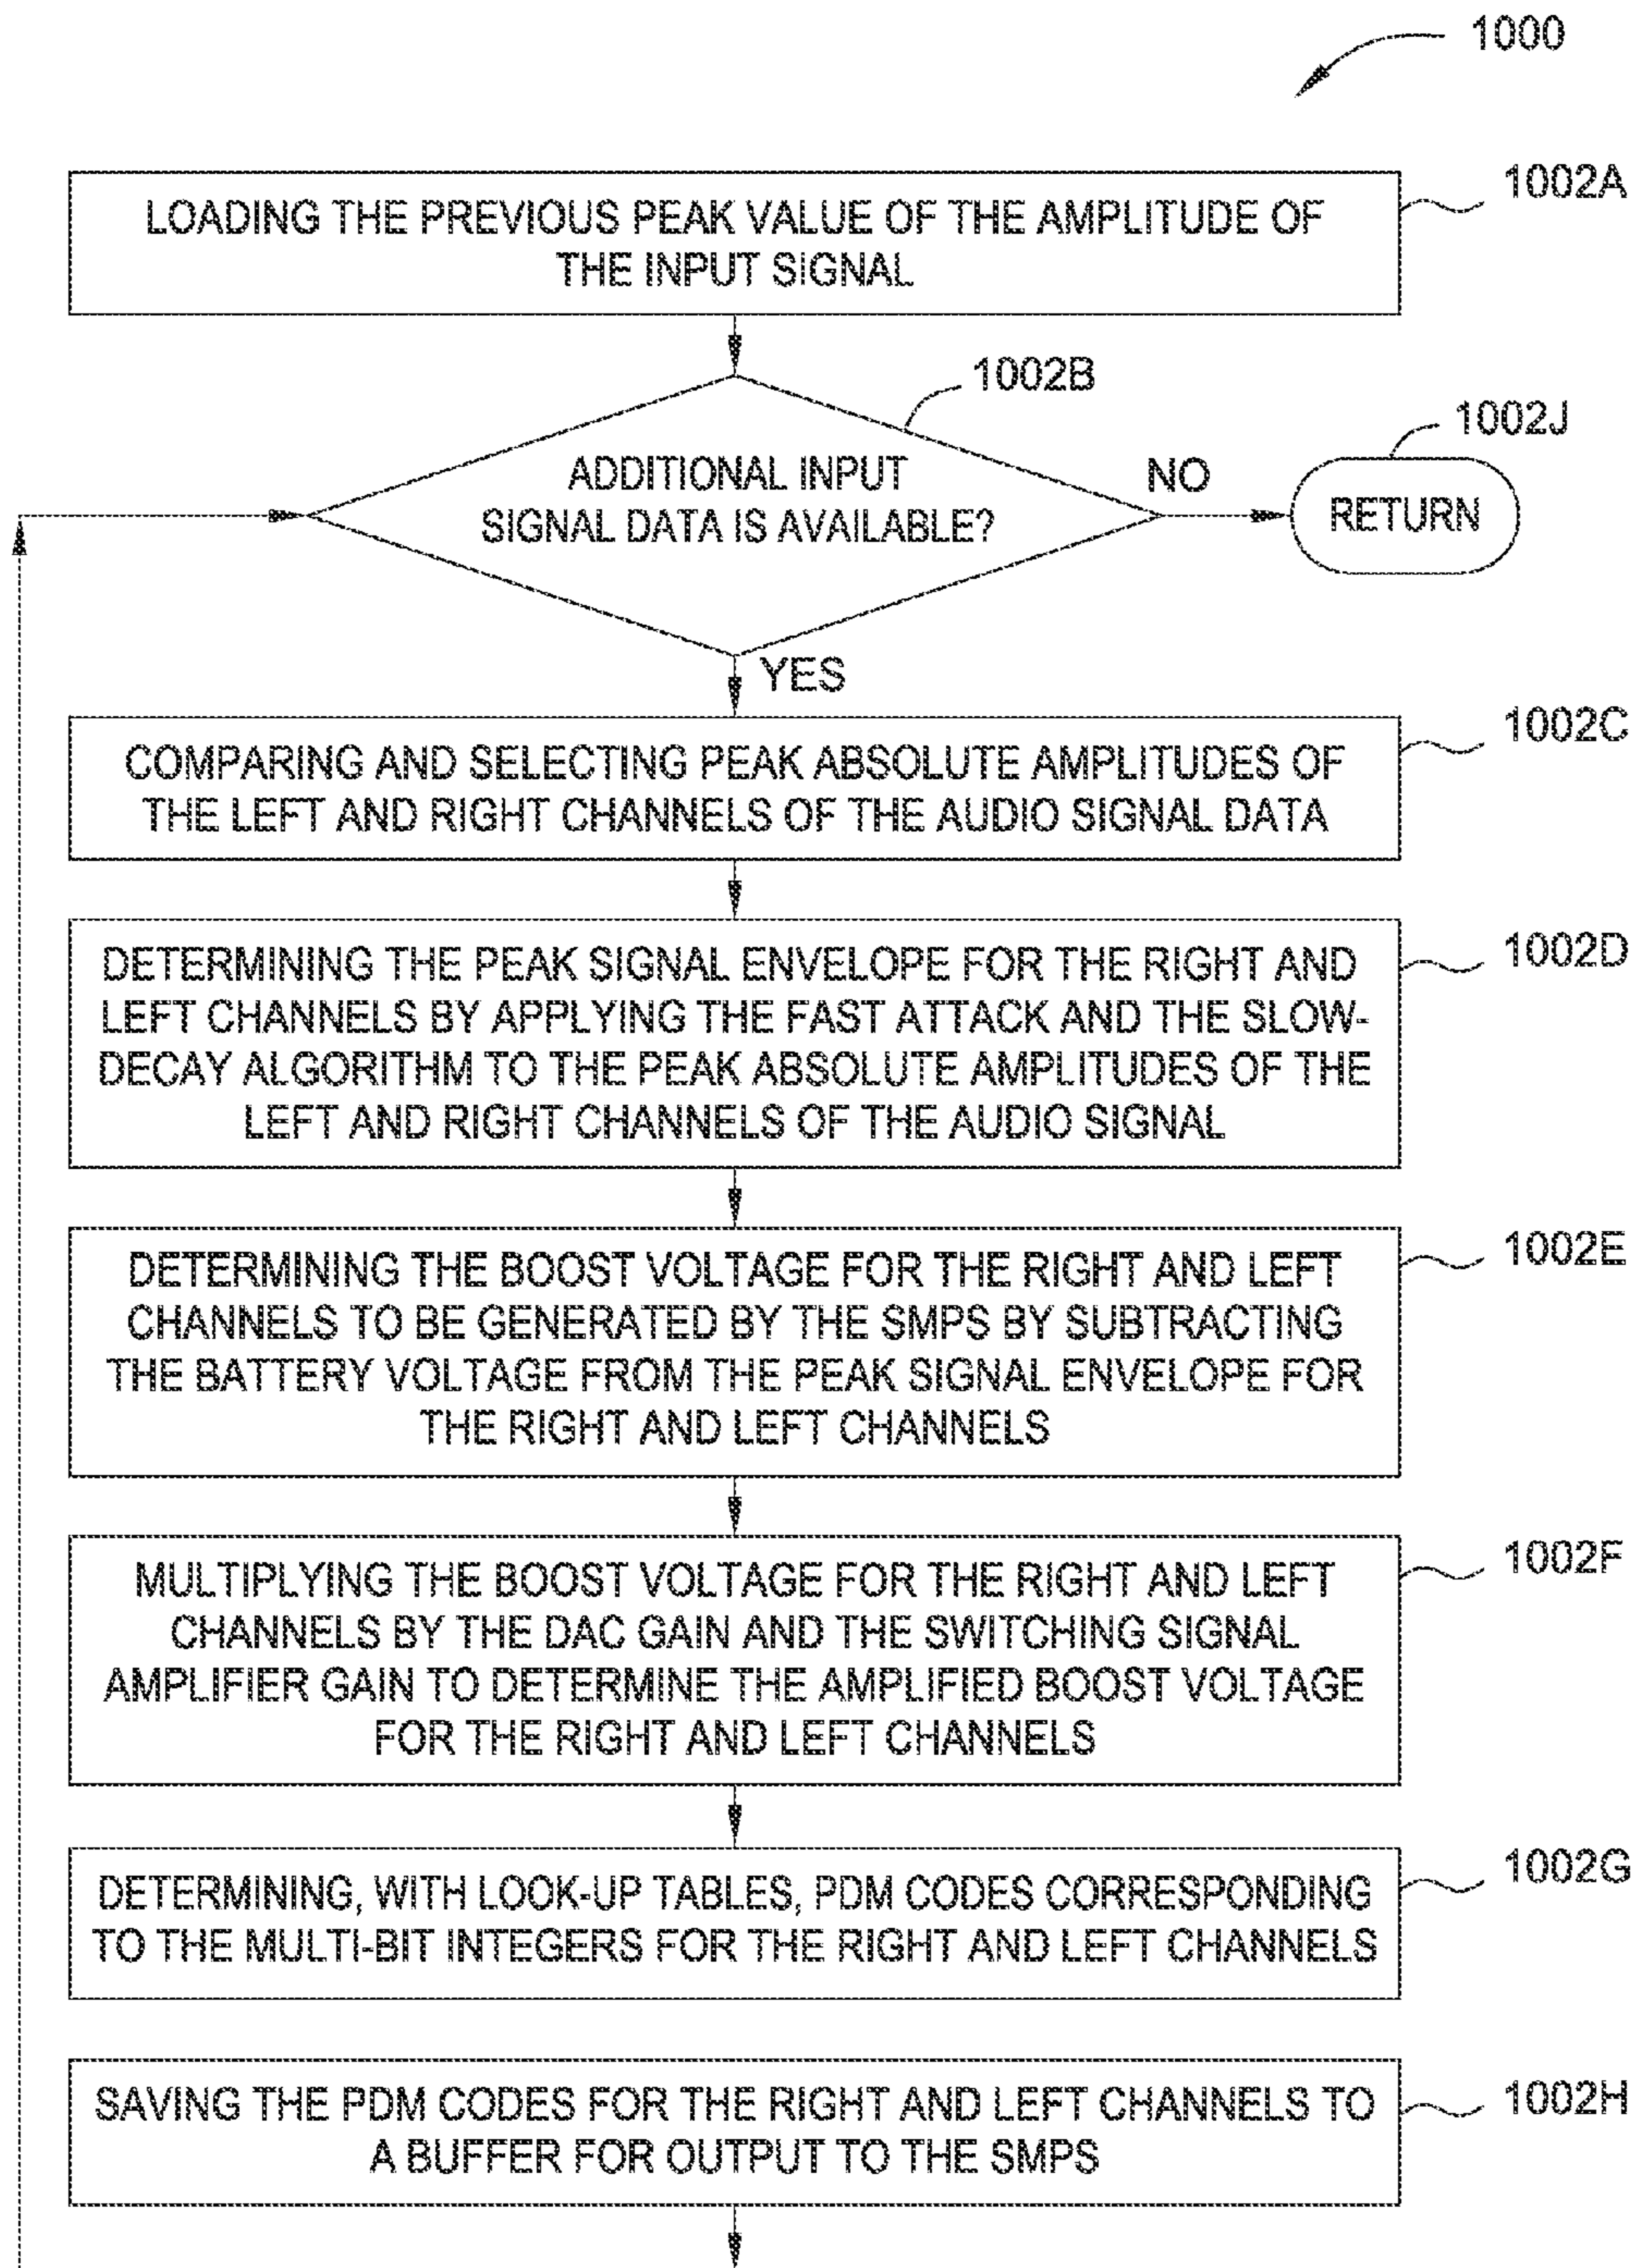 1000
1002A
LOADING THE PREVIOUS PEAK VALUE OF THE AMPLITUDE OF
THE INPUT SIGNAL
1002B
1002J
ADDITIONAL INPUT
SIGNAL DATA IS AVAILABLE?
NO
RETURN
YES
1002C
COMPARING AND SELECTING PEAK ABSOLUTE AMPLITUDES OF
THE LEFT AND RIGHT CHANNELS OF THE AUDIO SIGNAL DATA
1002D
DETERMINING THE PEAK SIGNAL ENVELOPE FOR THE RIGHT AND
LEFT CHANNELS BY APPLYING THE FAST ATTACK AND THE SLOW-
DECAY ALGORITHM TO THE PEAK ABSOLUTE AMPLITUDES OF THE
LEFT AND RIGHT CHANNELS OF THE AUDIO SIGNAL
1002E
DETERMINING THE BOOST VOLTAGE FOR THE RIGHT AND LEFT
CHANNELS TO BE GENERATED BY THE SMPS BY SUBTRACTING
THE BATTERY VOLTAGE FROM THE PEAK SIGNAL ENVELOPE FOR
THE RIGHT AND LEFT CHANNELS
1002F
MULTIPLYING THE BOOST VOLTAGE FOR THE RIGHT AND LEFT
CHANNELS BY THE DAC GAIN AND THE SWITCHING SIGNAL
AMPLIFIER GAIN TO DETERMINE THE AMPLIFIED BOOST VOLTAGE
FOR THE RIGHT AND LEFT CHANNELS
1002G
DETERMINING, WITH LOOK-UP TABLES, PDM CODES CORRESPONDING
TO THE MULTI-BIT INTEGERS FOR THE RIGHT AND LEFT CHANNELS
1002H
SAVING THE PDM CODES FOR THE RIGHT AND LEFT CHANNELS TO
A BUFFER FOR OUTPUT TO THE SMPS